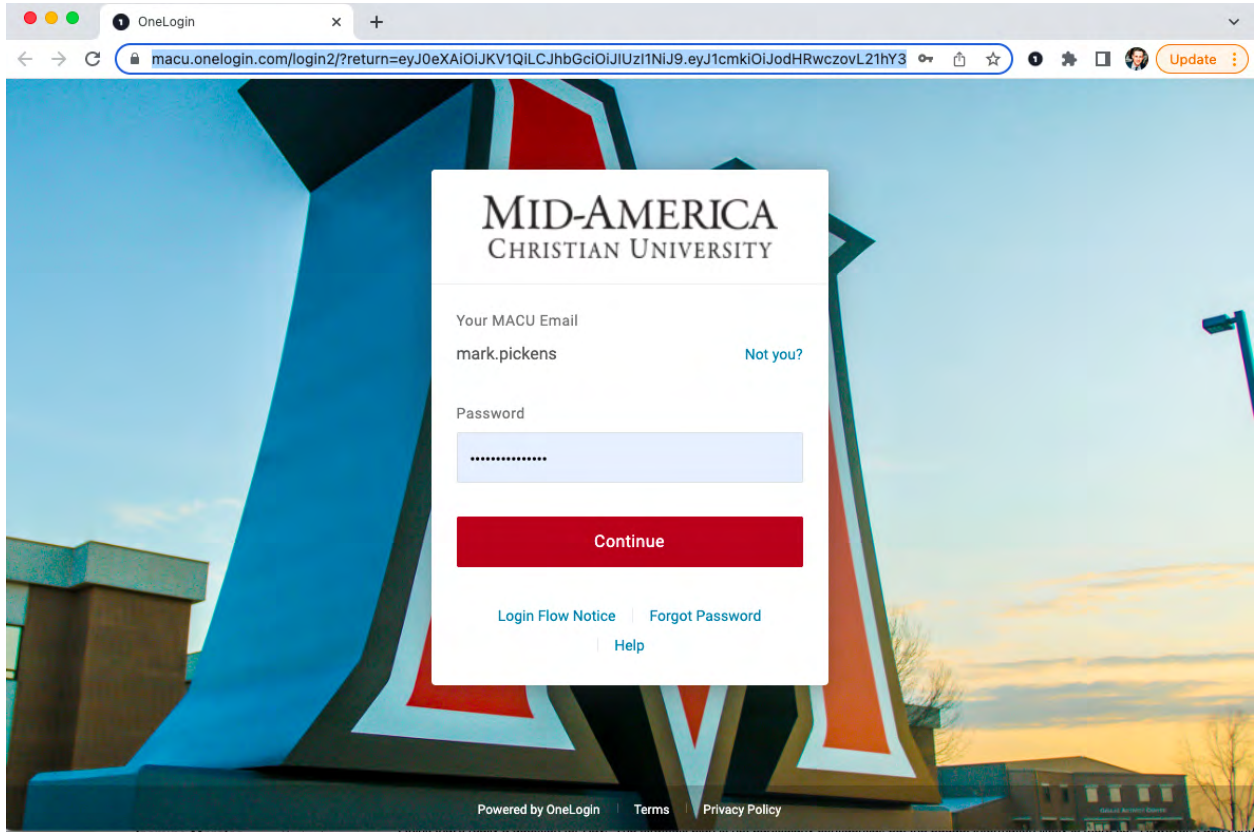 OneLogin
macu.onelogin.com/login2/?return=eyJ0eXAiOiJKV1QiLCJhbGciOiJIUzI1NiJ9.eyJ1cmkiOiJodHRwczovL21hY3
Update
MID-AMERICA
CHRISTIAN UNIVERSITY
Your MACU Email
mark.pickens
Not you?
Password
Continue
Login Flow Notice
Forgot Password
Help
Powered by OneLogin
Terms
Privacy Policy